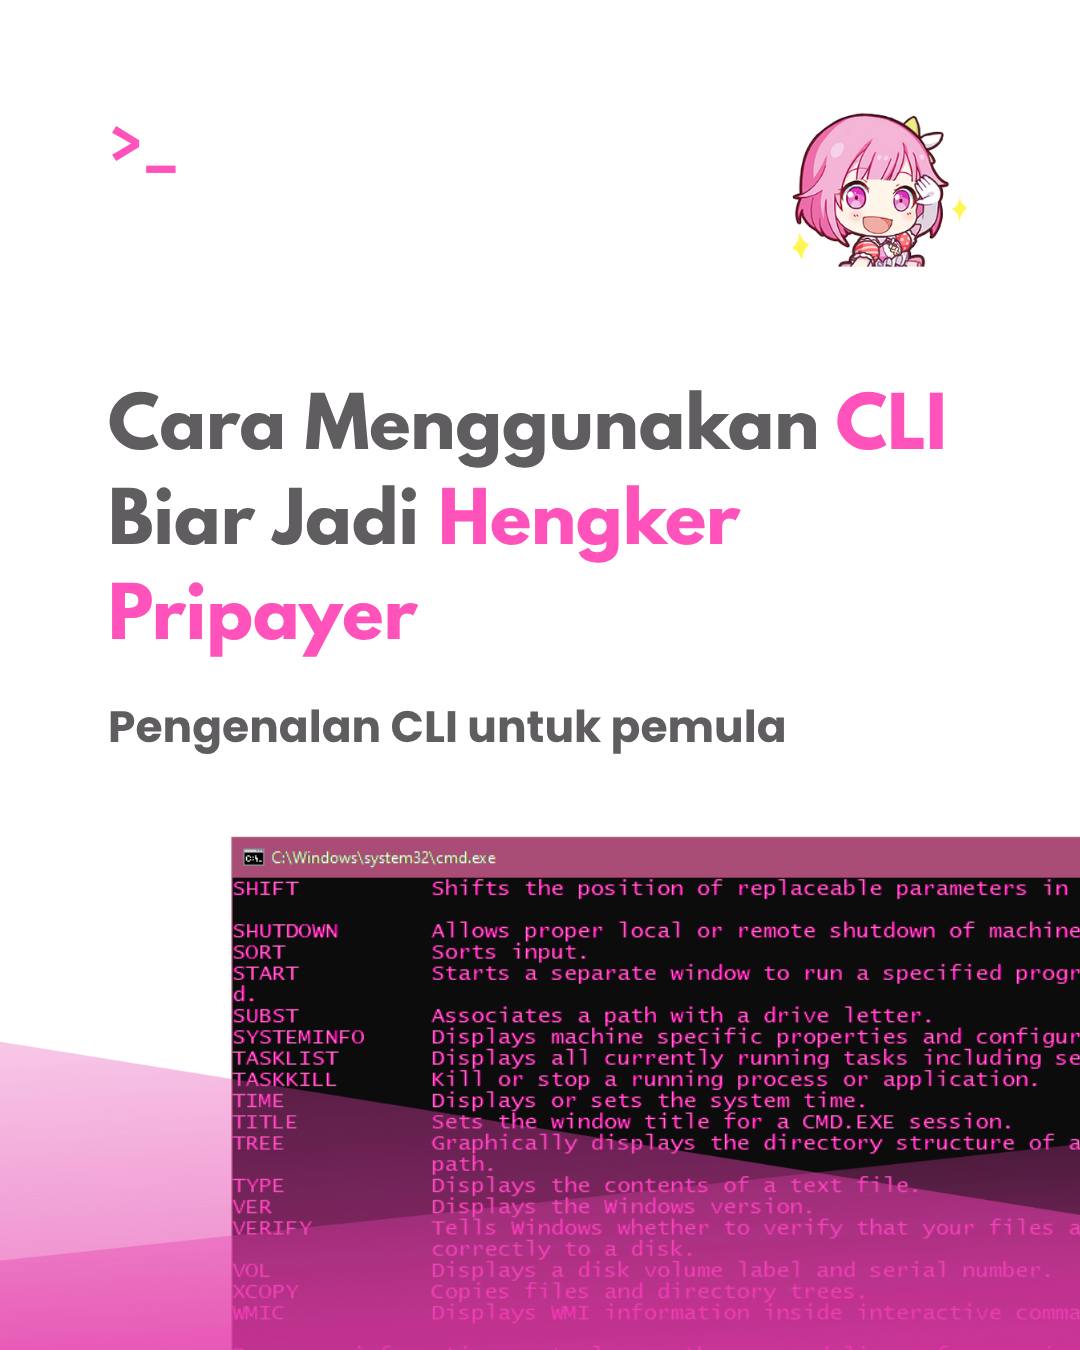 >_
Cara Menggunakan CLI
Biar Jadi Hengker
Pripayer
Pengenalan CLI untuk pemula
C:\Windows\system32\cmd.exe
SHIFT Shifts the position of replaceable parameters in
SHUTDOWN Allows proper local or remote shutdown of machine
SORT Sorts input.
START Starts a separate window to run a specified progr
d.
SUBST Associates a path with a drive letter.
SYSTEMINFO Displays machine specific properties and configur
TASKLIST Displays all currently running tasks including se
TASKKILL Kill or stop a running process or application.
TIME Displays or sets the system time.
TITLE Sets the window title for a CMD.EXE session.
TREE Graphically displays the directory structure of a
path.
TYPE Displays the contents of a text file.
VER Displays the Windows version.
VERIFY Tells Windows whether to verify that your files a
correctly to a disk.
VOL Displays a disk volume label and serial number.
XCOPY Copies files and directory trees.
WMIC Displays WMI information inside interactive comma